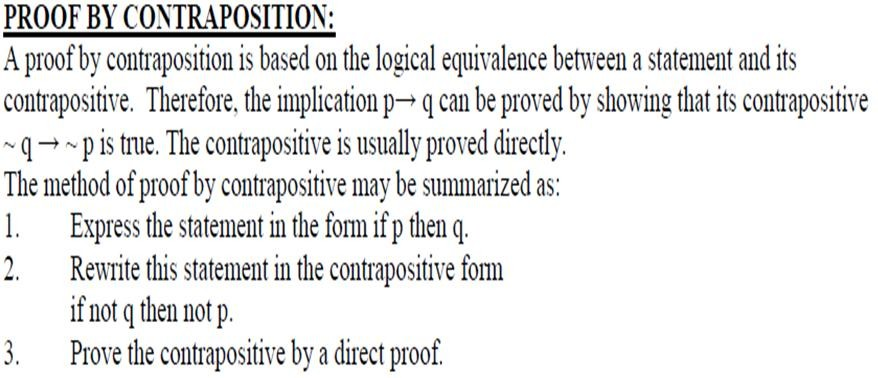 PROOF BY CONTRAPOSITION:
A proof by contraposition is based on the logical equivalence between a statement and its
contrapositive. Therefore, the implication p→ q can be proved by showing that its contrapositive
~ q → ~ p is true. The contrapositive is usually proved directly.
The method of proof by contrapositive may be summarized as:
1. Express the statement in the form if p then q.
2. Rewrite this statement in the contrapositive form
if not q then not p.
3. Prove the contrapositive by a direct proof.